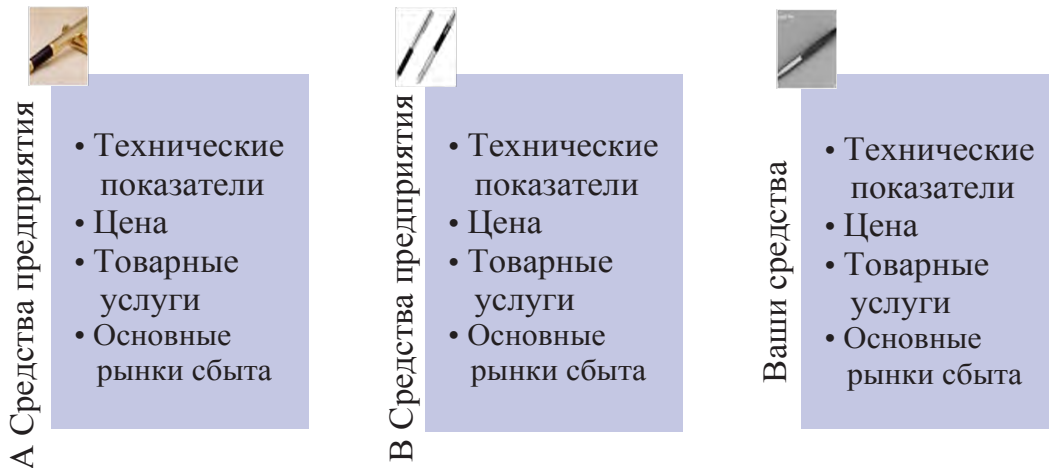 А Средства предприятия
• Технические
показатели
• Цена
• Товарные
услуги
• Основные
рынки сбыта
В Средства предприятия
• Технические
показатели
• Цена
• Товарные
услуги
• Основные
рынки сбыта
Ваши средства
• Технические
показатели
• Цена
• Товарные
услуги
• Основные
рынки сбыта